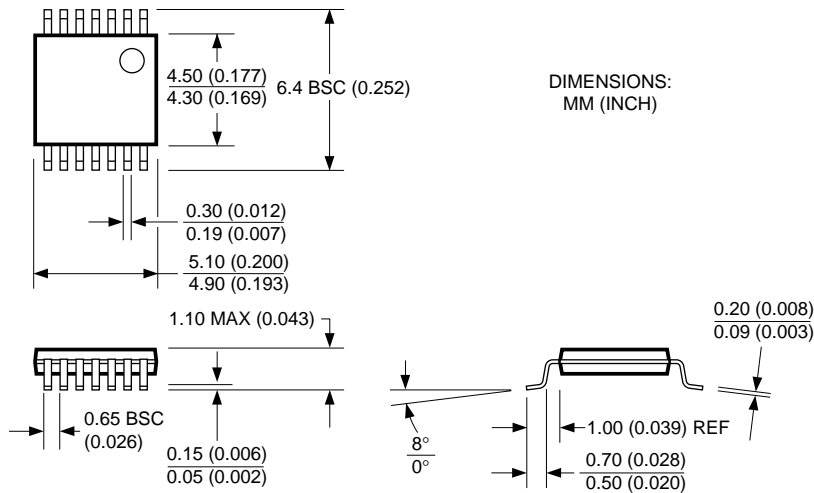 4.50 (0.177)
4.30 (0.169)
6.4 BSC (0.252)
DIMENSIONS:
MM (INCH)
0.30 (0.012)
0.19 (0.007)
5.10 (0.200)
4.90 (0.193)
1.10 MAX (0.043)
0.65 BSC
(0.026)
0.15 (0.006)
0.05 (0.002)
8°
0°
0.20 (0.008)
0.09 (0.003)
1.00 (0.039) REF
0.70 (0.028)
0.50 (0.020)